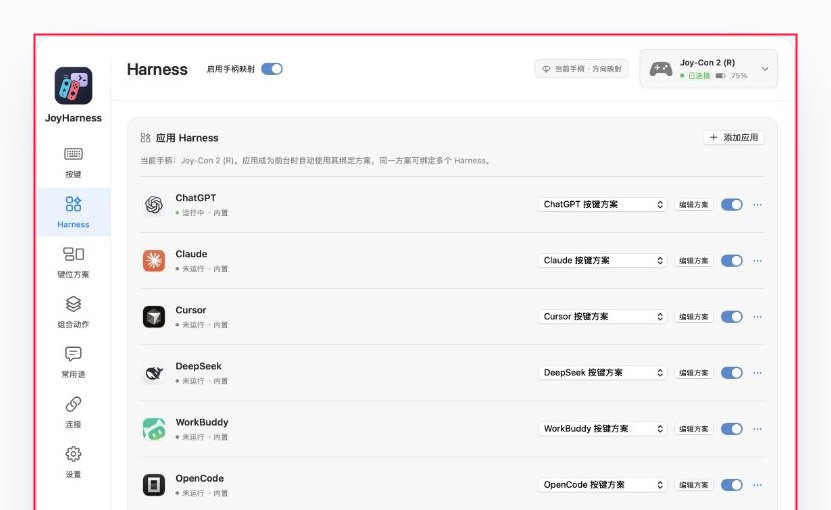 JoyHarness
按键
Harness
键位方案
组合动作
常用语
连接
设置
Harness
启用手柄映射
当前手柄 · 方向映射
Joy-Con 2 (R)
已连接 75%
应用 Harness
+ 添加应用
当前手柄：Joy-Con 2 (R)。应用成为前台时自动使用其绑定方案，同一方案可绑定多个 Harness。
ChatGPT
运行中 · 内置
ChatGPT 按键方案
编辑方案
Claude
未运行 · 内置
Claude 按键方案
编辑方案
Cursor
未运行 · 内置
Cursor 按键方案
编辑方案
DeepSeek
未运行 · 内置
DeepSeek 按键方案
编辑方案
WorkBuddy
未运行 · 内置
WorkBuddy 按键方案
编辑方案
OpenCode
未运行 · 内置
OpenCode 按键方案
编辑方案